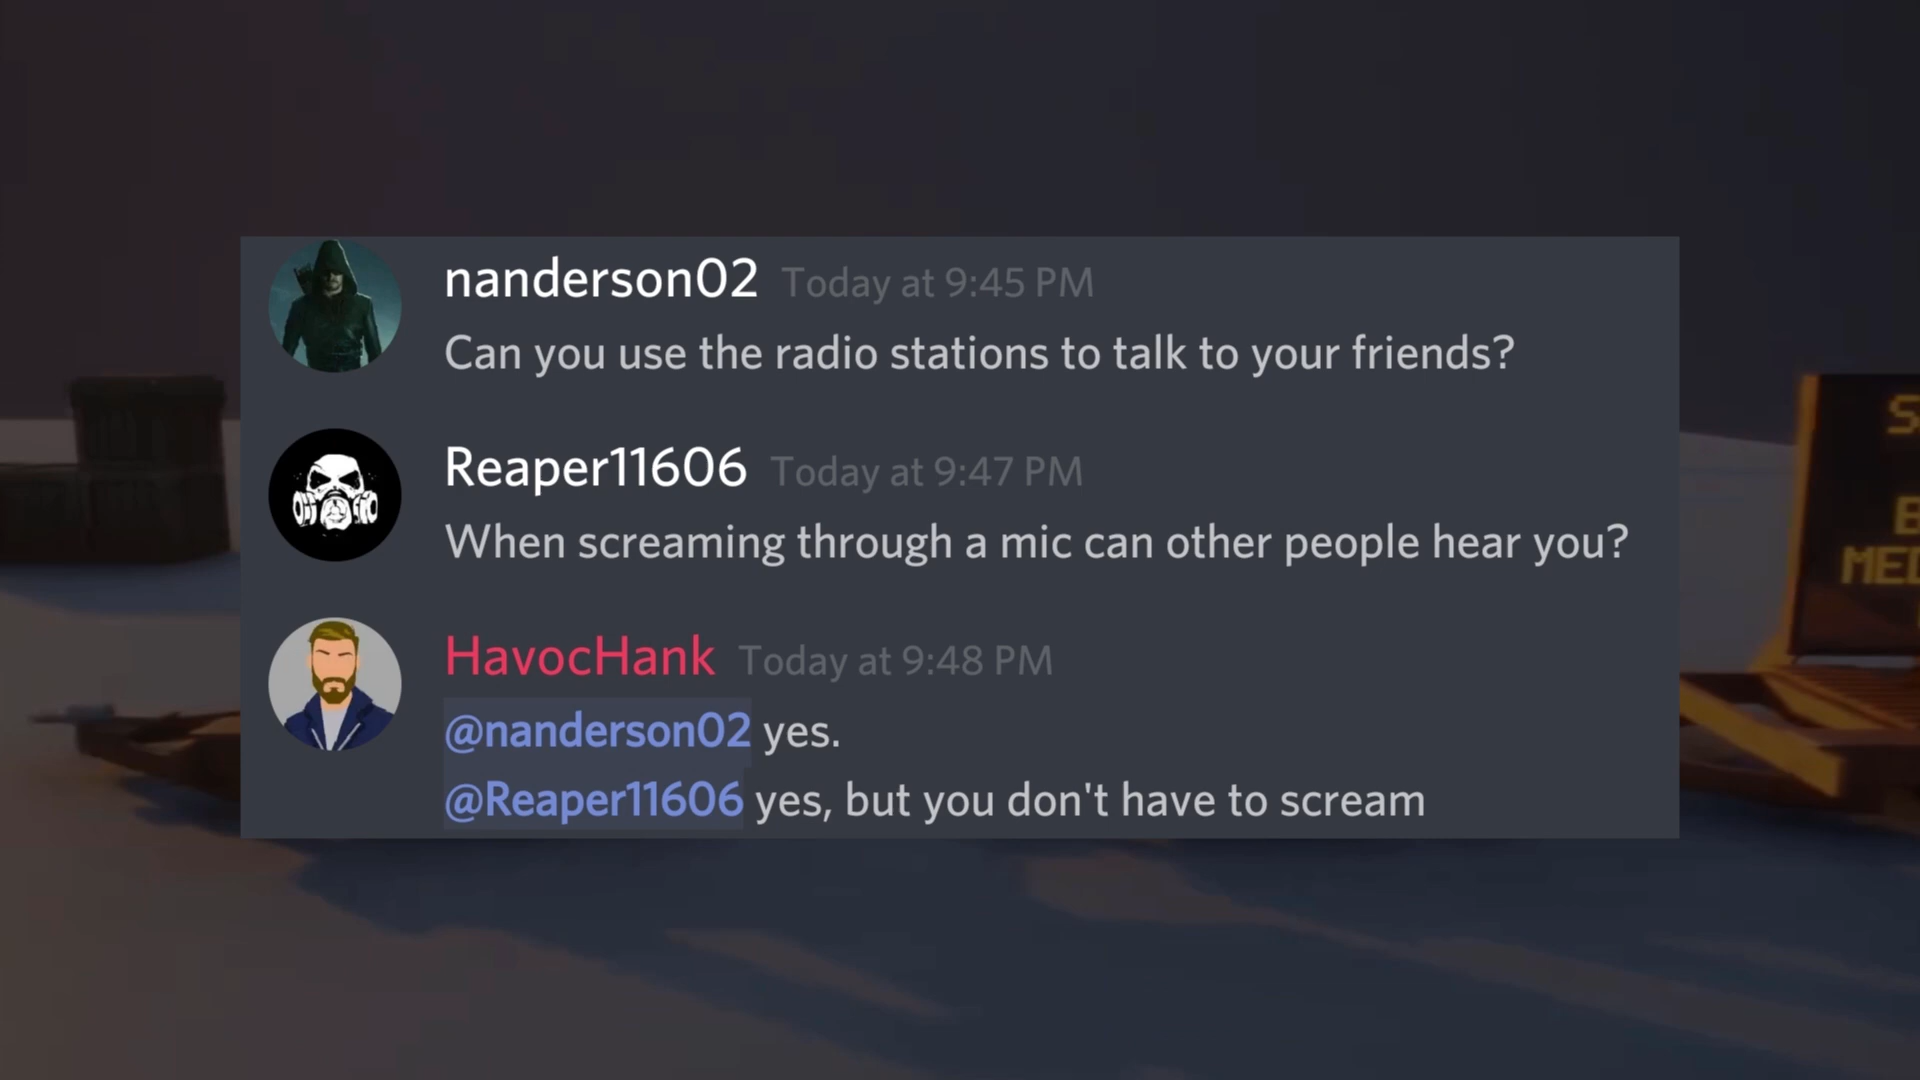 nanderson02 Today at 9:45 PM
Can you use the radio stations to talk to your friends?
Reaper11606 Today at 9:47 PM
When screaming through a mic can other people hear you?
HavocHank Today at 9:48 PM
@nanderson02 yes.
@Reaper11606 yes, but you don't have to scream